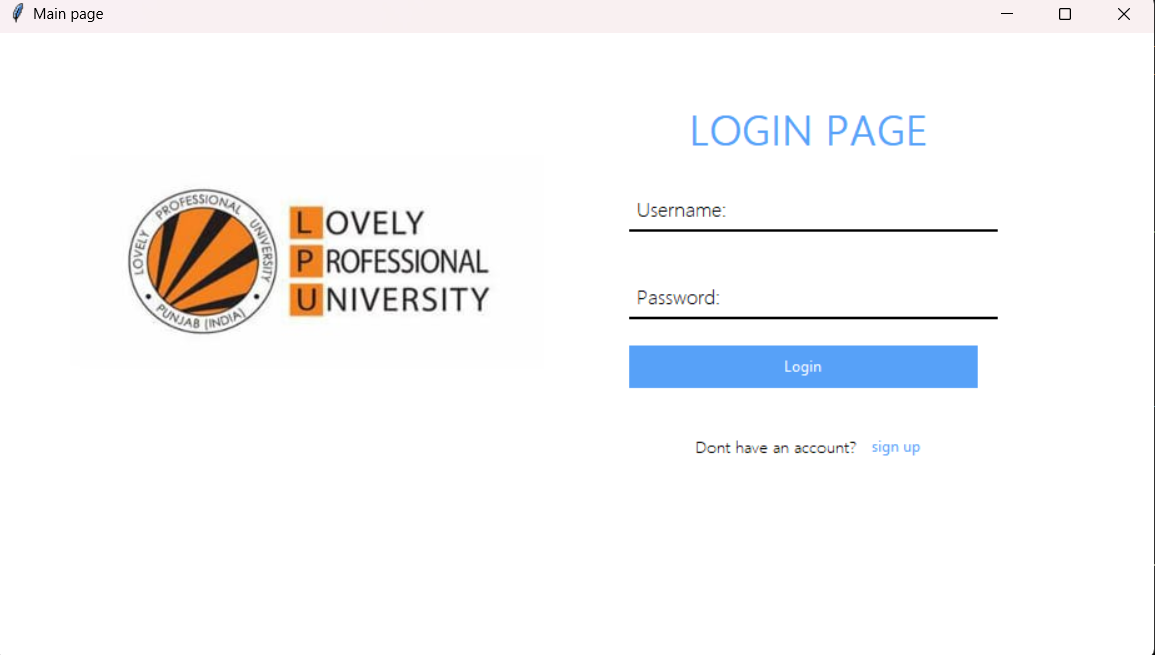 Main page
LOVELY PROFESSIONAL UNIVERSITY
PUNJAB (INDIA)
LOVELY
PROFESSIONAL
UNIVERSITY
LOGIN PAGE
Username:
Password:
Login
Dont have an account? sign up